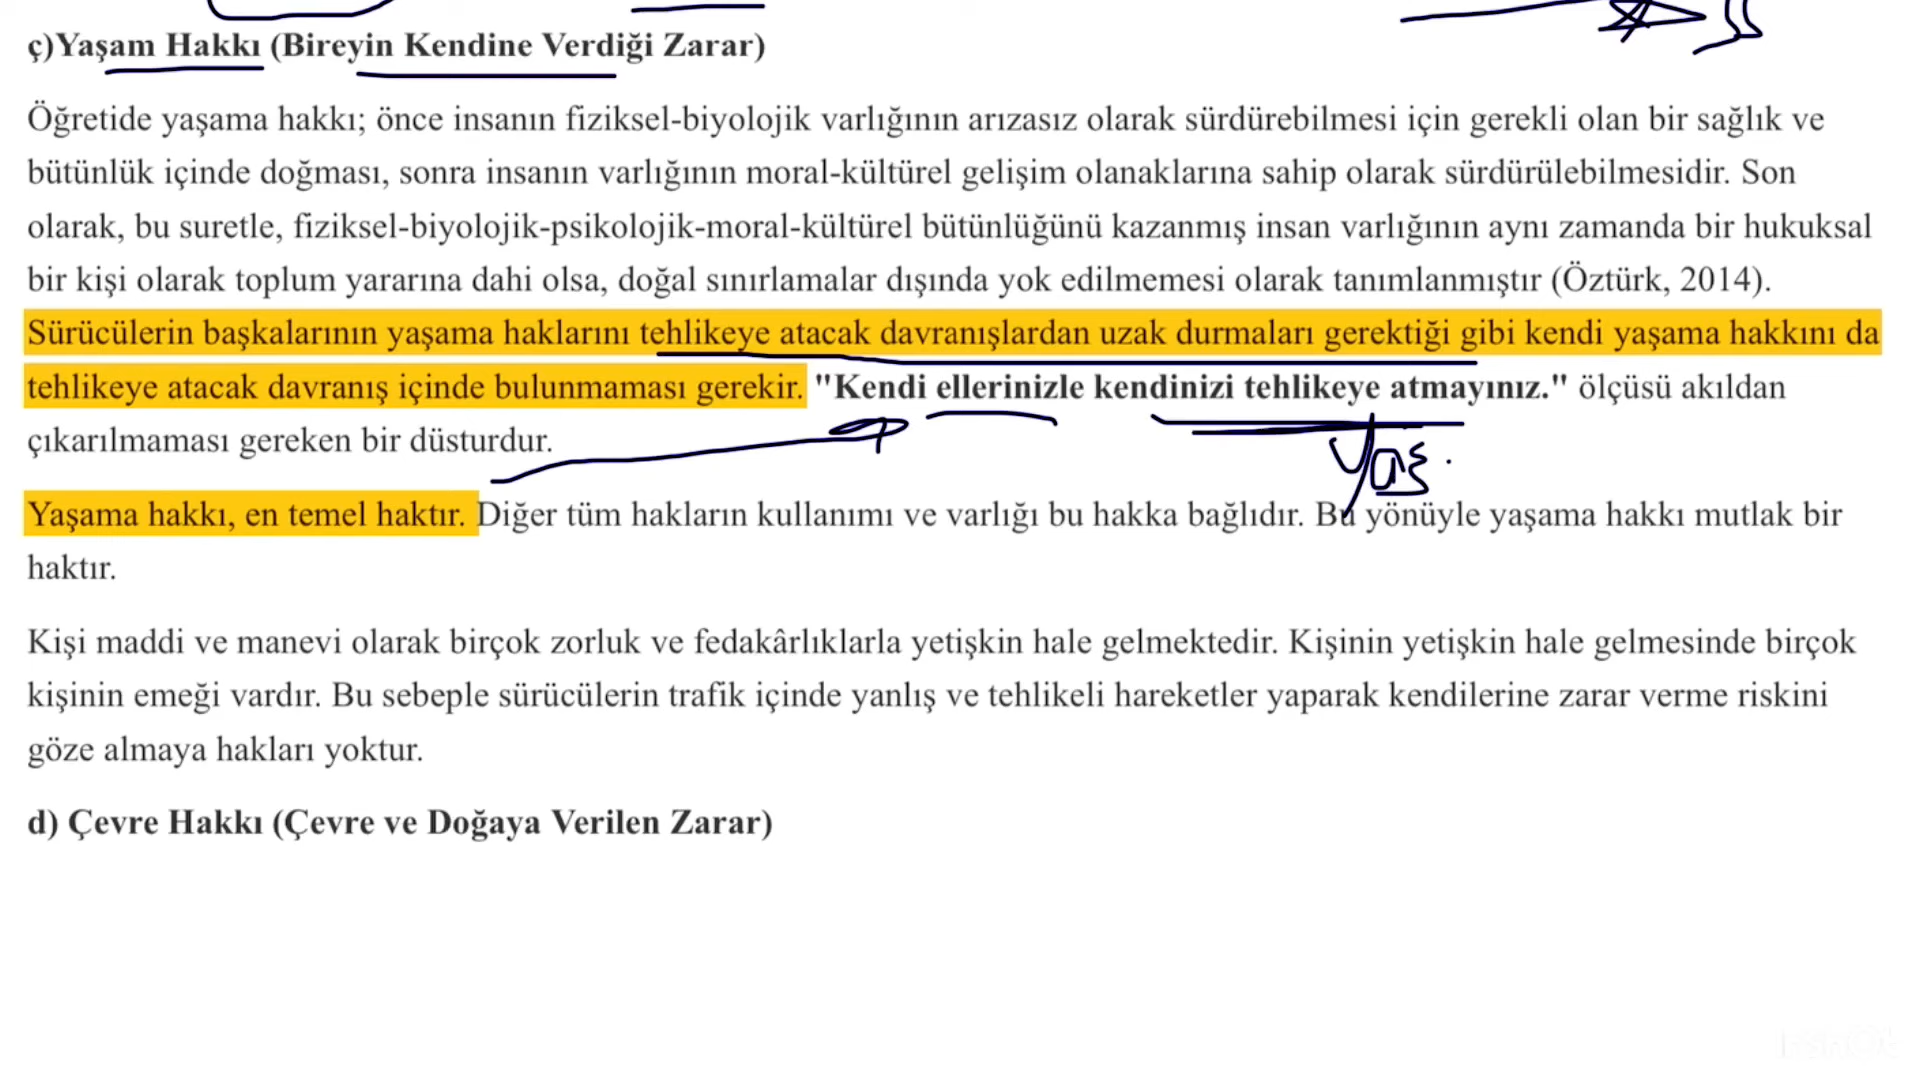 ç)Yaşam Hakkı (Bireyin Kendine Verdiği Zarar)
Öğretide yaşama hakkı; önce insanın fiziksel-biyolojik varlığının arızasız olarak sürdürebilmesi için gerekli olan bir sağlık ve
bütünlük içinde doğması, sonra insanın varlığının moral-kültürel gelişim olanaklarına sahip olarak sürdürülebilmesidir. Son
olarak, bu suretle, fiziksel-biyolojik-psikolojik-moral-kültürel bütünlüğünü kazanmış insan varlığının aynı zamanda bir hukuksal
bir kişi olarak toplum yararına dahi olsa, doğal sınırlamalar dışında yok edilmemesi olarak tanımlanmıştır (Öztürk, 2014).
Sürücülerin başkalarının yaşama haklarını tehlikeye atacak davranışlardan uzak durmaları gerektiği gibi kendi yaşama hakkını da
tehlikeye atacak davranış içinde bulunmaması gerekir. "Kendi ellerinizle kendinizi tehlikeye atmayınız." ölçüsü akıldan
çıkarılmaması gereken bir düsturdur.
Yaş.
Yaşama hakkı, en temel haktır. Diğer tüm hakların kullanımı ve varlığı bu hakka bağlıdır. Bu yönüyle yaşama hakkı mutlak bir
haktır.
Kişi maddi ve manevi olarak birçok zorluk ve fedakârlıklarla yetişkin hale gelmektedir. Kişinin yetişkin hale gelmesinde birçok
kişinin emeği vardır. Bu sebeple sürücülerin trafik içinde yanlış ve tehlikeli hareketler yaparak kendilerine zarar verme riskini
göze almaya hakları yoktur.
d) Çevre Hakkı (Çevre ve Doğaya Verilen Zarar)